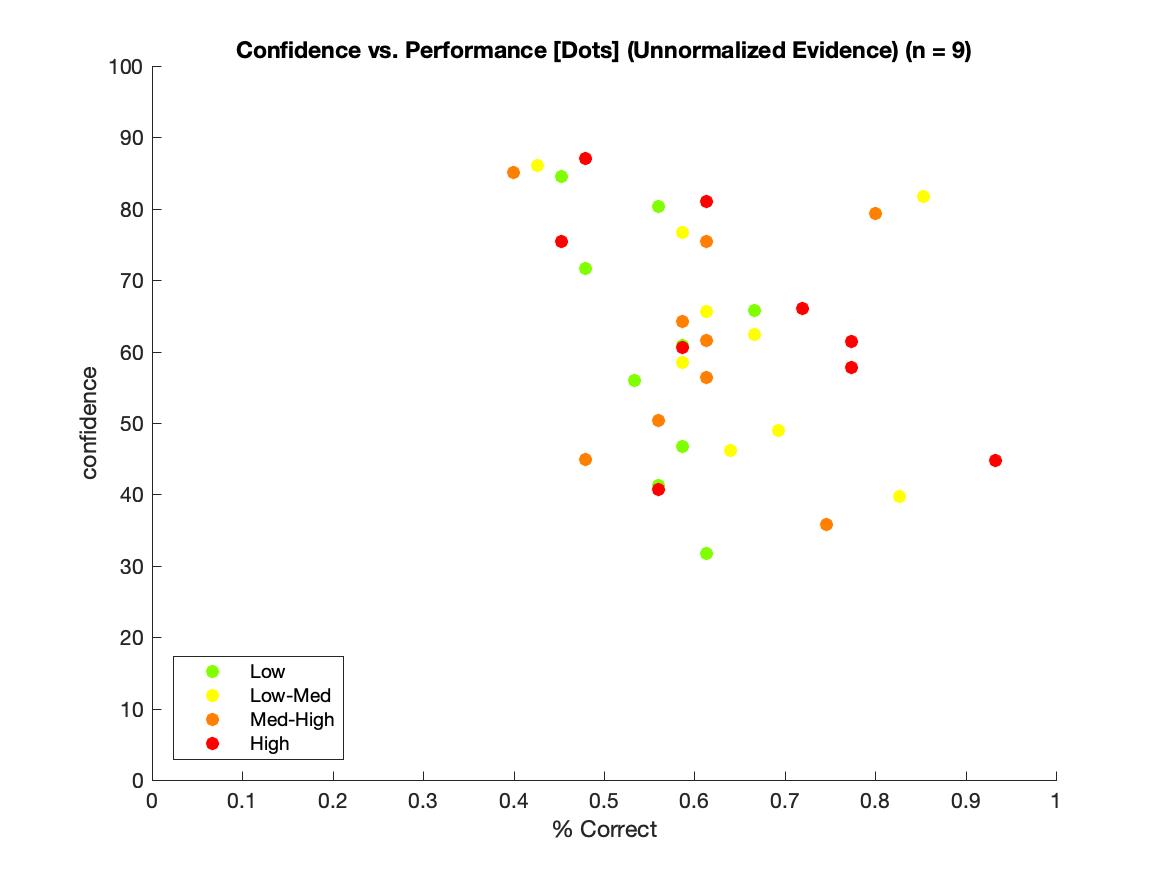 Confidence vs. Performance [Dots] (Unnormalized Evidence) (n = 9)
100
90
80
70
60
50
40
30
20
10
0
confidence
Low
Low-Med
Med-High
High
0 0.1 0.2 0.3 0.4 0.5 0.6 0.7 0.8 0.9 1
% Correct